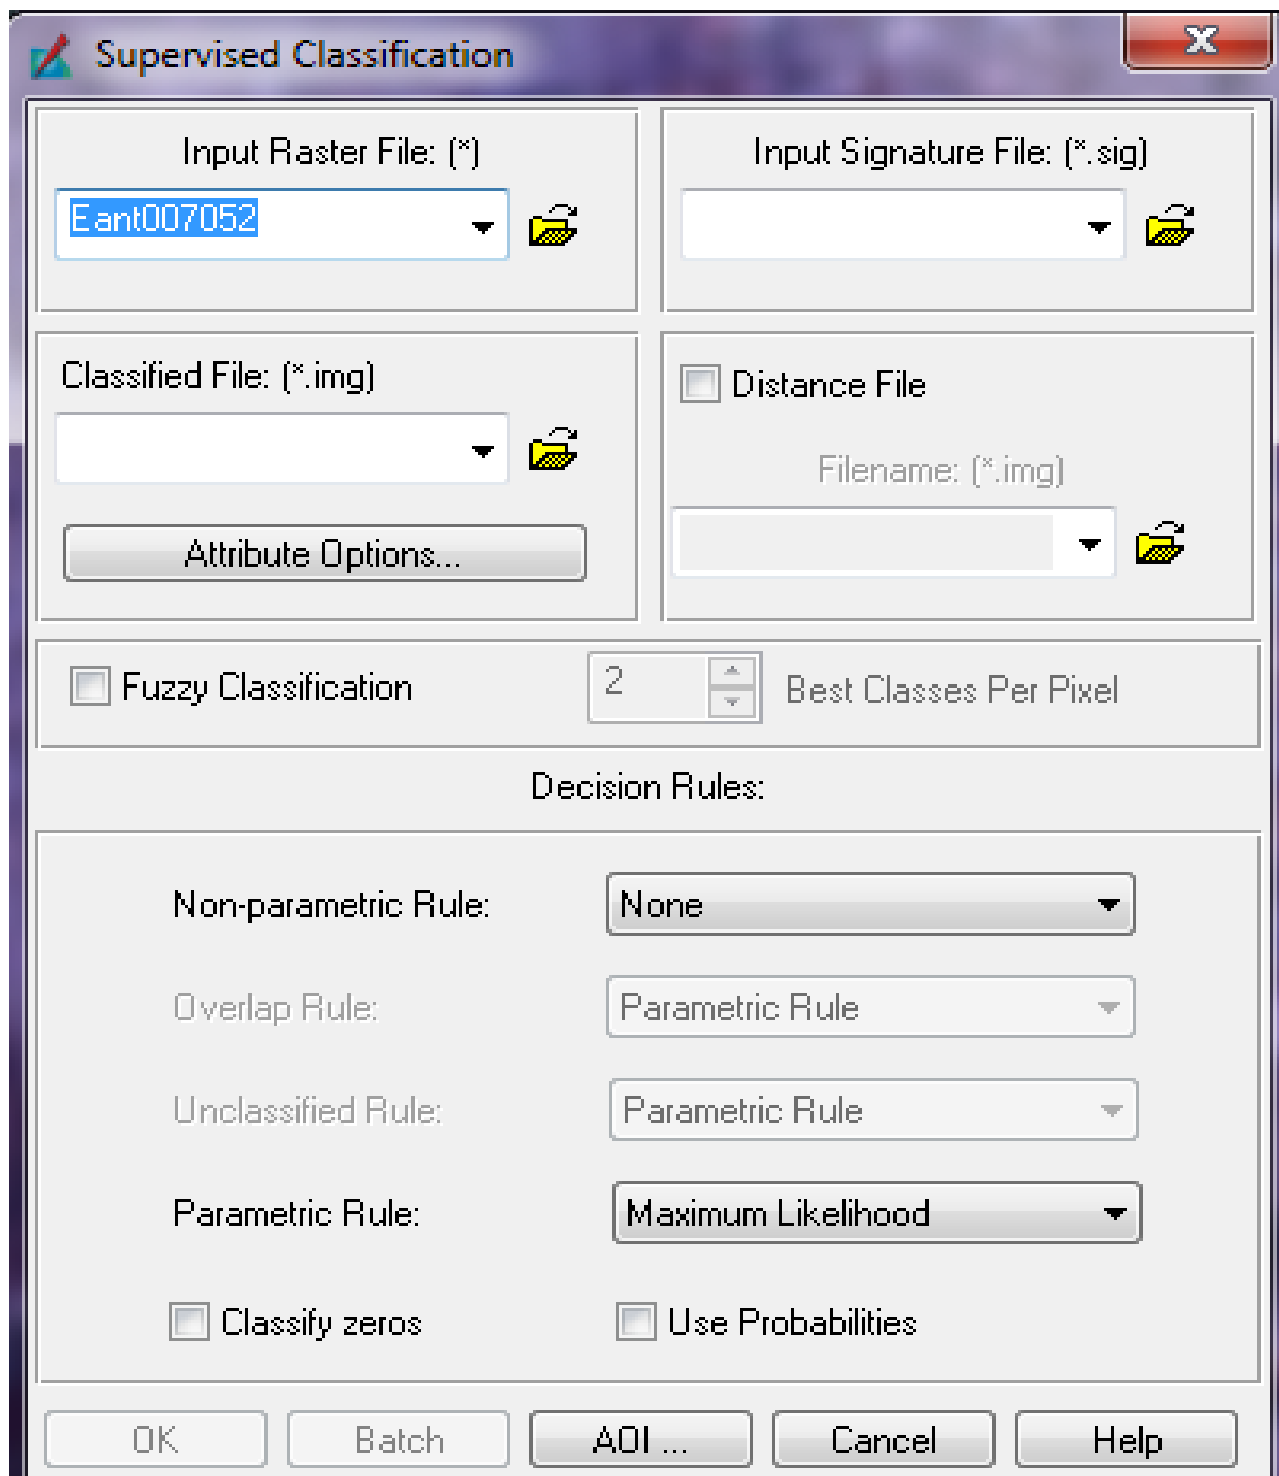 Supervised Classification
Input Raster File: (*)
Input Signature File: (*.sig)
Eant007052
Classified File: (*.img)
Distance File
Filename: (*.img)
Attribute Options...
Fuzzy Classification
2
Best Classes Per Pixel
Decision Rules:
Non-parametric Rule:
None
Overlap Rule:
Parametric Rule
Unclassified Rule:
Parametric Rule
Parametric Rule:
Maximum Likelihood
Classify zeros
Use Probabilities
OK
Batch
AOI ...
Cancel
Help